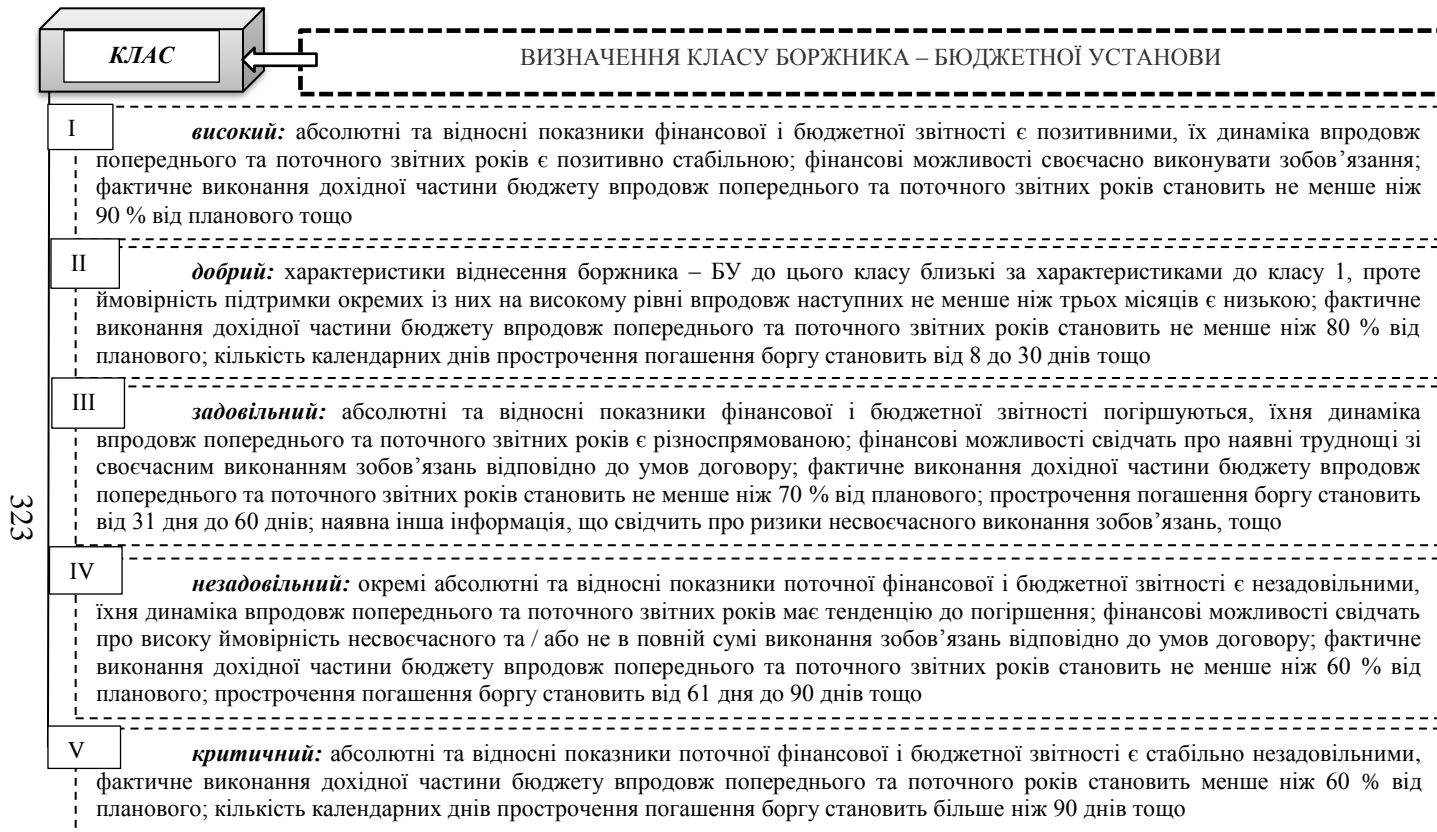 КЛАС
ВИЗНАЧЕННЯ КЛАСУ БОРЖНИКА – БЮДЖЕТНОЇ УСТАНОВИ
I
високий: абсолютні та відносні показники фінансової і бюджетної звітності є позитивними, їх динаміка впродовж
попереднього та поточного звітних років є позитивно стабільною; фінансові можливості своєчасно виконувати зобов’язання;
фактичне виконання дохідної частини бюджету впродовж попереднього та поточного звітних років становить не менше ніж
90 % від планового тощо
II
добрий: характеристики віднесення боржника – БУ до цього класу близькі за характеристиками до класу 1, проте
ймовірність підтримки окремих із них на високому рівні впродовж наступних не менше ніж трьох місяців є низькою; фактичне
виконання дохідної частини бюджету впродовж попереднього та поточного звітних років становить не менше ніж 80 % від
планового; кількість календарних днів прострочення погашення боргу становить від 8 до 30 днів тощо
III
задовільний: абсолютні та відносні показники фінансової і бюджетної звітності погіршуються, їхня динаміка
впродовж попереднього та поточного звітних років є різноспрямованою; фінансові можливості свідчать про наявні труднощі зі
своєчасним виконанням зобов’язань відповідно до умов договору; фактичне виконання дохідної частини бюджету впродовж
попереднього та поточного звітних років становить не менше ніж 70 % від планового; прострочення погашення боргу становить
від 31 дня до 60 днів; наявна інша інформація, що свідчить про ризики несвоєчасного виконання зобов’язань, тощо
IV
незадовільний: окремі абсолютні та відносні показники поточної фінансової і бюджетної звітності є незадовільними,
їхня динаміка впродовж попереднього та поточного звітних років має тенденцію до погіршення; фінансові можливості свідчать
про високу ймовірність несвоєчасного та / або не в повній сумі виконання зобов’язань відповідно до умов договору; фактичне
виконання дохідної частини бюджету впродовж попереднього та поточного звітних років становить не менше ніж 60 % від
планового; прострочення погашення боргу становить від 61 дня до 90 днів тощо
V
критичний: абсолютні та відносні показники поточної фінансової і бюджетної звітності є стабільно незадовільними,
фактичне виконання дохідної частини бюджету впродовж попереднього та поточного років становить менше ніж 60 % від
планового; кількість календарних днів прострочення погашення боргу становить більше ніж 90 днів тощо
323